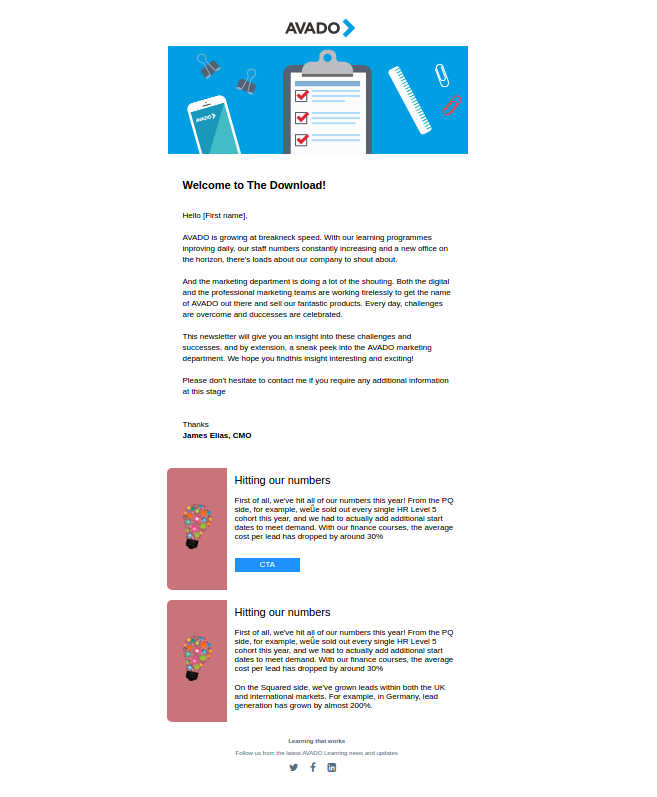 AVADO
AVADO
Welcome to The Download!
Hello [First name],
AVADO is growing at breakneck speed. With our learning programmes
inproving daily, our staff numbers constantly increasing and a new office on
the horizon, there's loads about our company to shout about.
And the marketing department is doing a lot of the shouting. Both the digital
and the professional marketing teams are working tirelessly to get the name
of AVADO out there and sell our fantastic products. Every day, challenges
are overcome and duccesses are celebrated.
This newsletter will give you an insight into these challenges and
successes, and by extension, a sneak peek into the AVADO marketing
department. We hope you findthis insight interesting and exciting!
Please don't hesitate to contact me if you require any additional information
at this stage
Thanks
James Elias, CMO
Hitting our numbers
First of all, we've hit all of our numbers this year! From the PQ
side, for example, sold out every single HR Level 5
cohort this year, and we had to actually add additional start
dates to meet demand. With our finance courses, the average
cost per lead has dropped by around 30%
CTA
Hitting our numbers
First of all, we've hit all of our numbers this year! From the PQ
side, for example, sold out every single HR Level 5
cohort this year, and we had to actually add additional start
dates to meet demand. With our finance courses, the average
cost per lead has dropped by around 30%
On the Squared side, we've grown leads within both the UK
and international markets. For example, in Germany, lead
generation has grown by almost 200%.
Learning that works
Follow us from the latest AVADO Learning news and updates